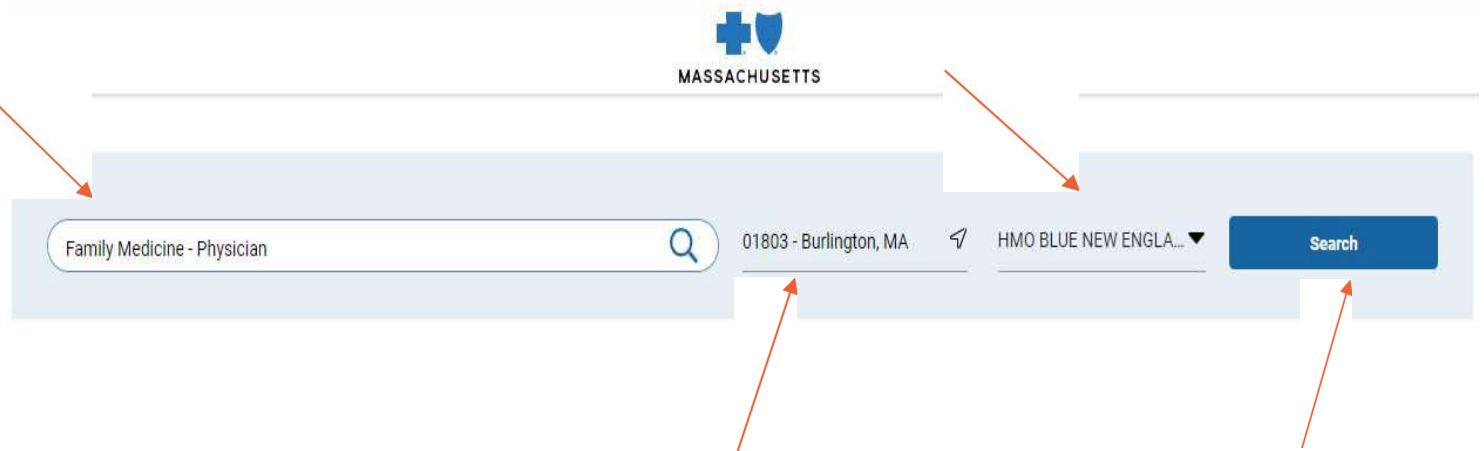 MASSACHUSETTS
Family Medicine - Physician
01803 - Burlington, MA
HMO BLUE NEW ENGLA...
Search